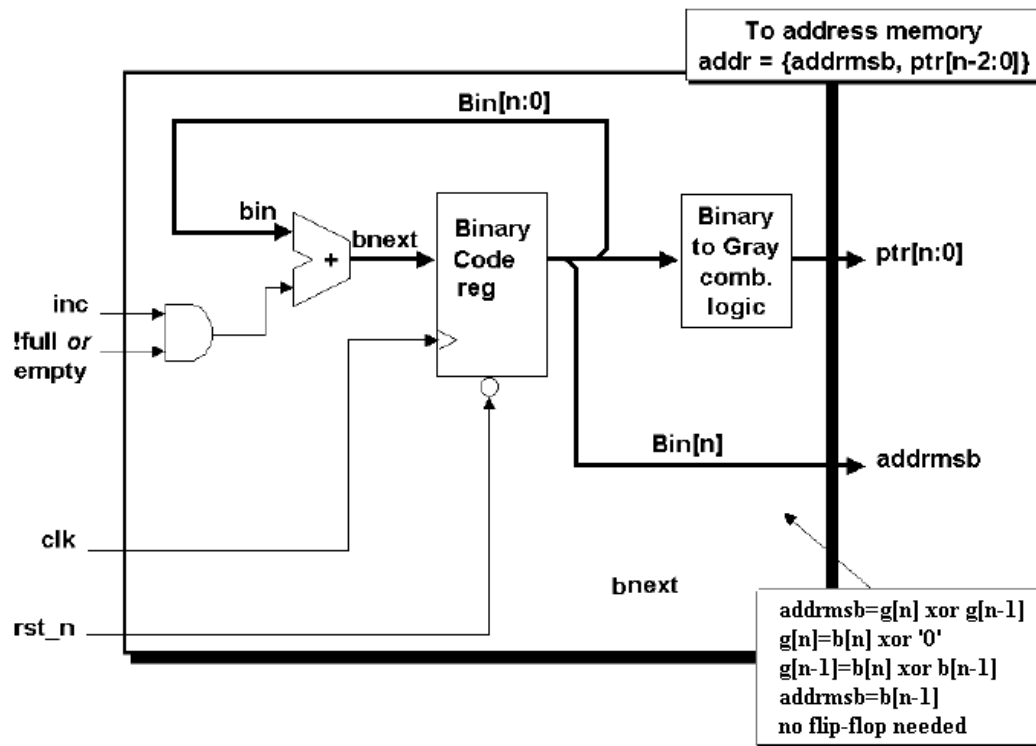 To address memory
addr = {addrmsb, ptr[n-2:0]}
Bin[n:0]
bin
bnext
+
Binary
Code
reg
Binary
to Gray
comb.
logic
ptr[n:0]
inc
!full or
empty
Bin[n]
addrmsb
clk
bnext
rst_n
addrmsb=g[n] xor g[n-1]
g[n]=b[n] xor '0'
g[n-1]=b[n] xor b[n-1]
addrmsb=b[n-1]
no flip-flop needed